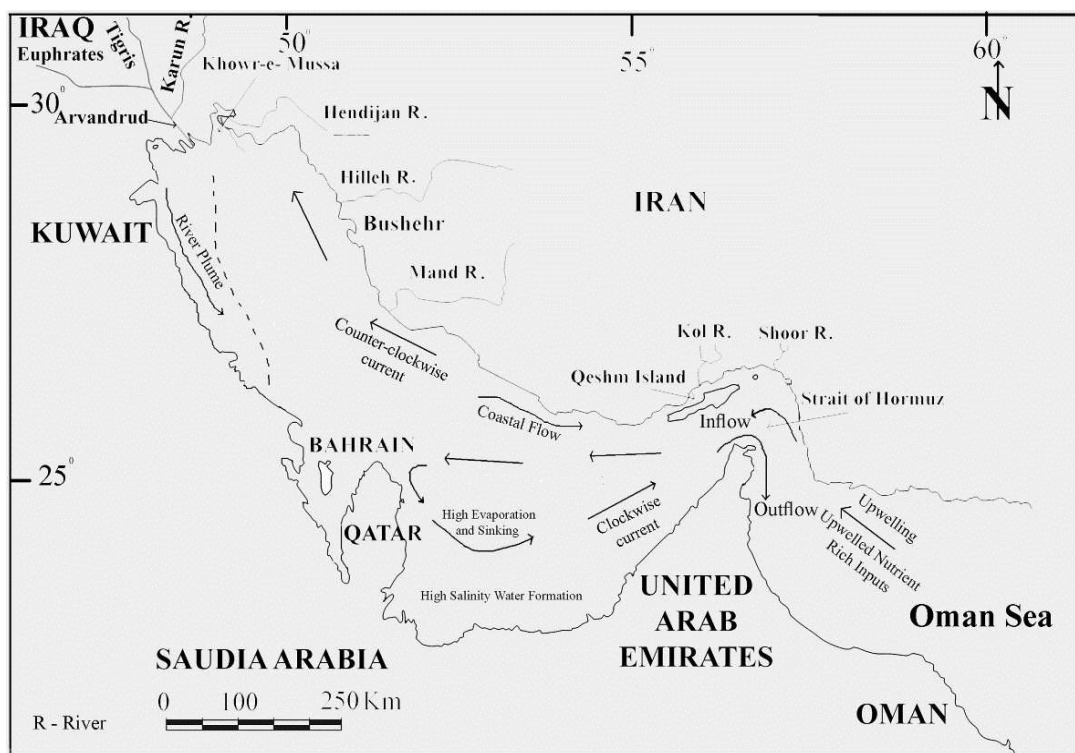 IRAQ
Euphrates
Tigris
Karun R.
50°
55°
60°
Khowr-e- Mussa
30°
Arvandrud
N
Hendijan R.
Hilleh R.
IRAN
KUWAIT
River Plume
Bushehr
Mand R.
Counter-clockwise
current
Kol R.
Shoor R.
Qeshm Island
Strait of Hormuz
Inflow
Coastal Flow
BAHRAIN
25°
QATAR
High Evaporation
and Sinking
Clockwise
current
Outflow
Upwelling
Upwelled Nutrient
Rich Inputs
High Salinity Water Formation
UNITED
ARAB
EMIRATES
Oman Sea
SAUDIA ARABIA
0 100 250 Km
R - River
OMAN